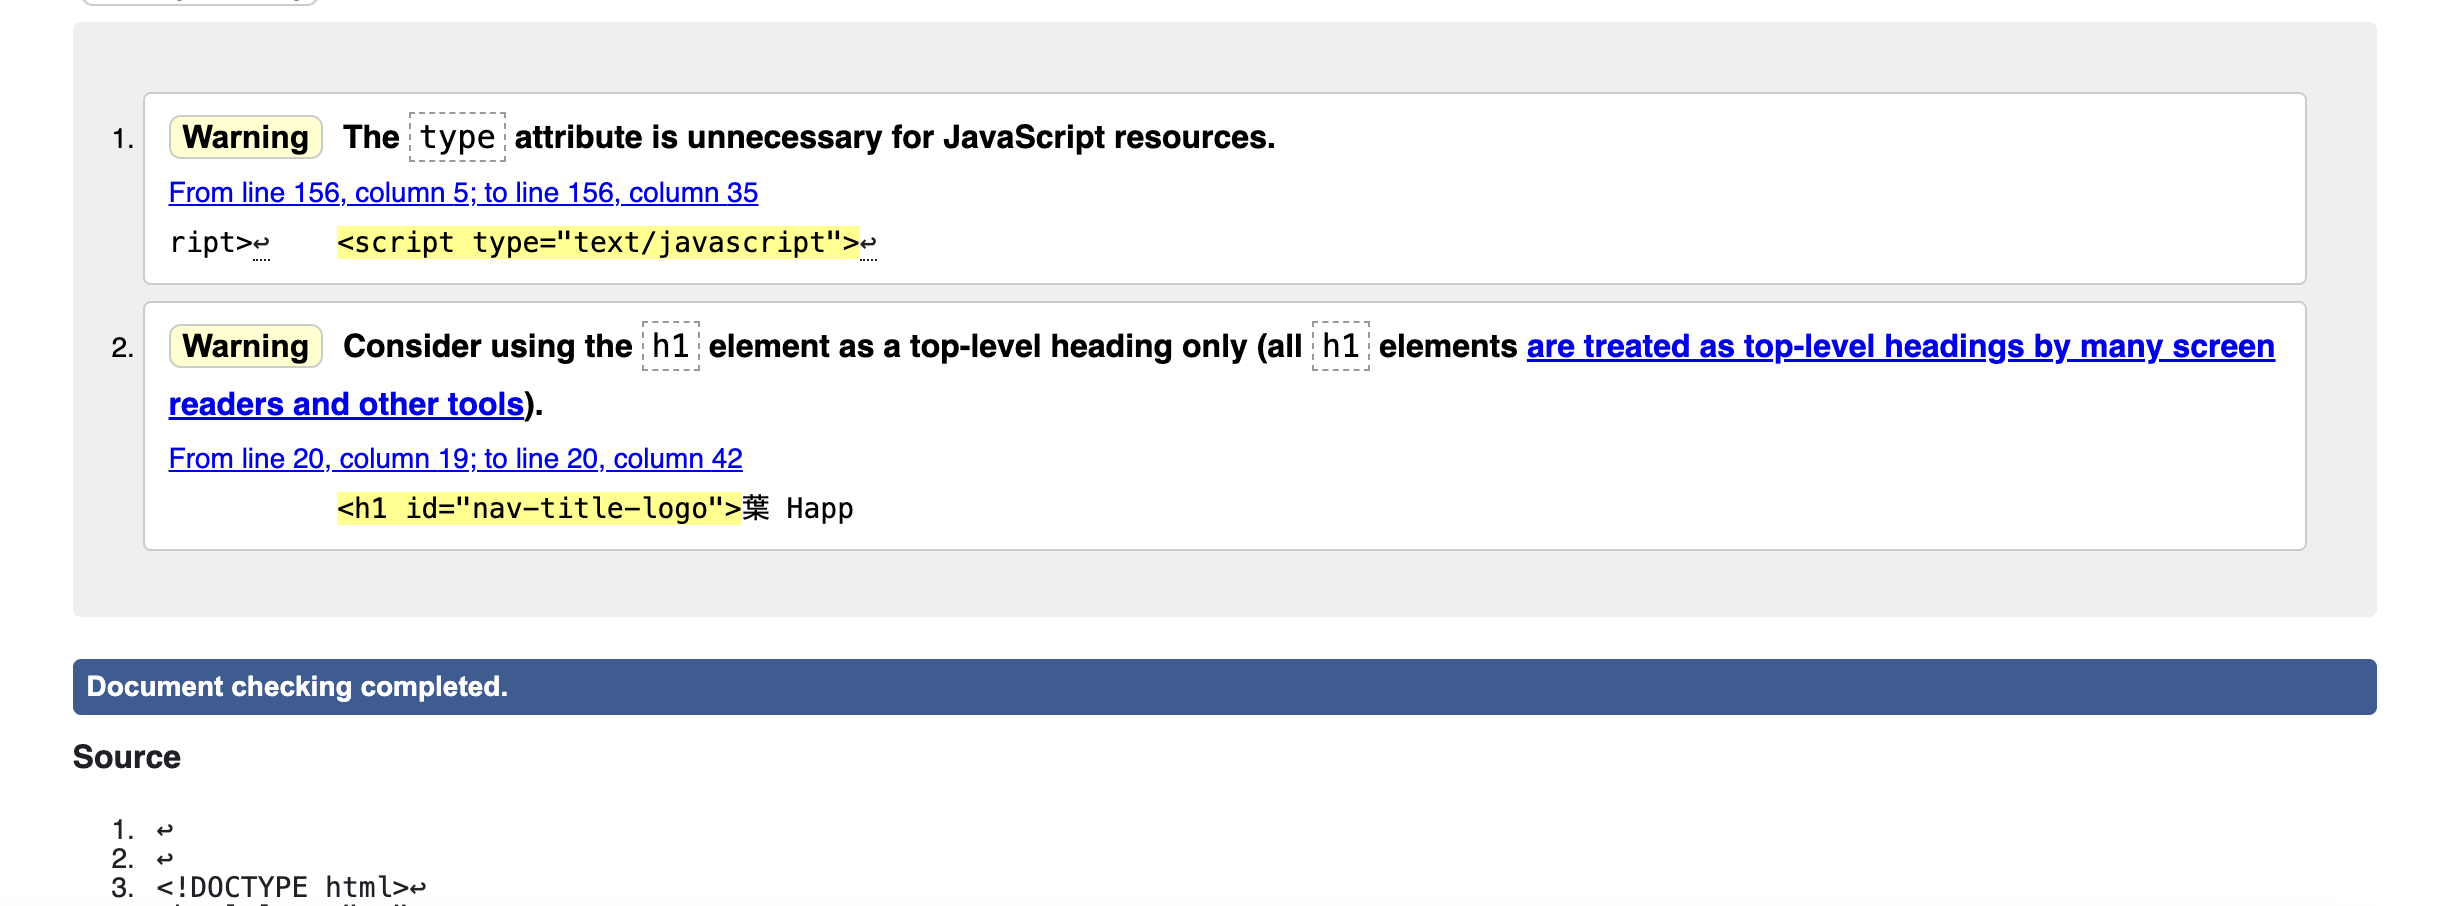 1. Warning The type attribute is unnecessary for JavaScript resources.
From line 156, column 5; to line 156, column 35
ript>↩ <script type="text/javascript">↩
2. Warning Consider using the h1 element as a top-level heading only (all h1 elements are treated as top-level headings by many screen
readers and other tools).
From line 20, column 19; to line 20, column 42
<h1 id="nav-title-logo">葉 Happ
Document checking completed.
Source
1. ↩
2. ↩
3. <!DOCTYPE html>↩